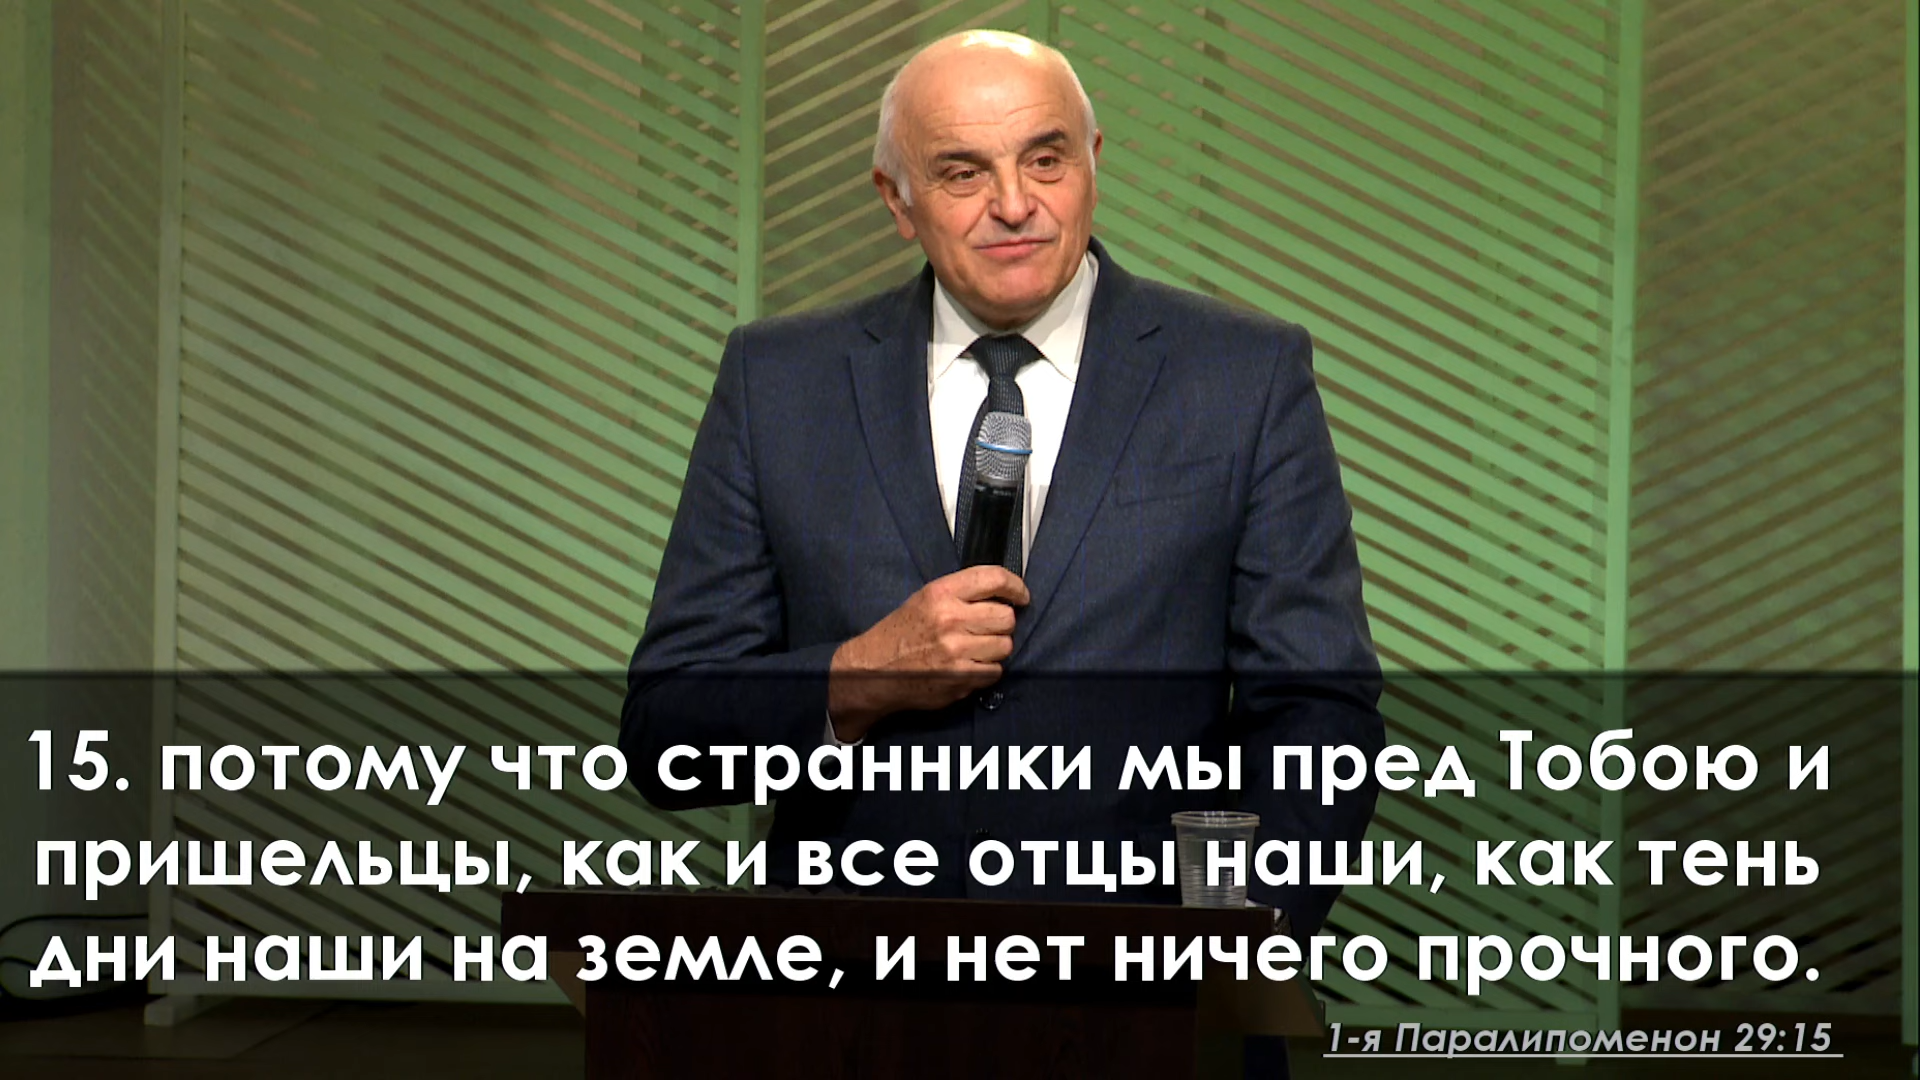 15. потому что странники мы пред Тобою и
пришельцы, как и все отцы наши, как тень
дни наши на земле, и нет ничего прочного.
1-я Паралипоменон 29:15